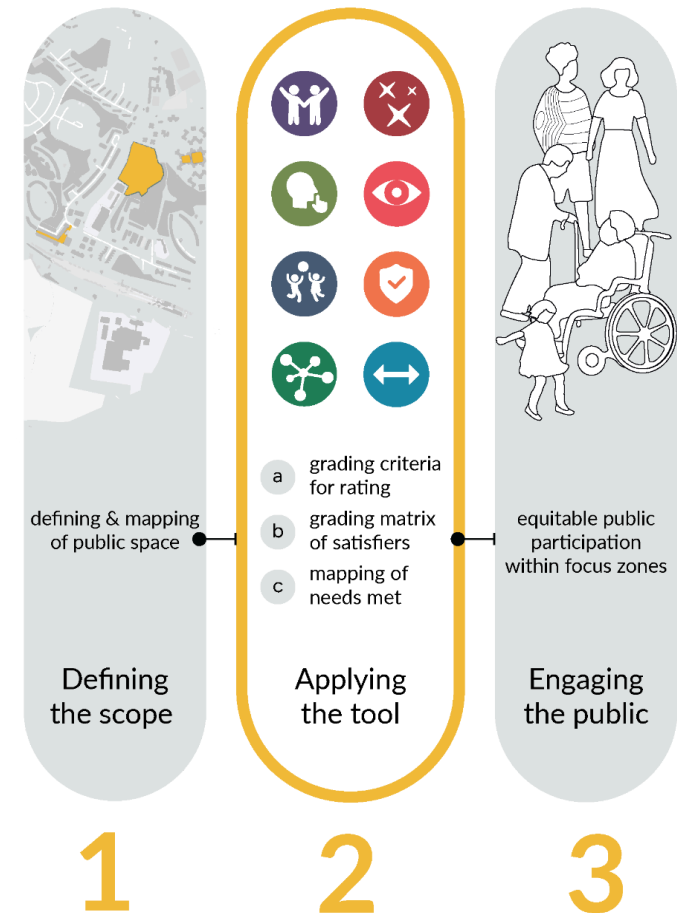 defining & mapping
of public space
Defining
the scope
1
a
grading criteria
for rating
b
grading matrix
of satisfiers
c
mapping of
needs met
Applying
the tool
2
equitable public
participation
within focus zones
Engaging
the public
3